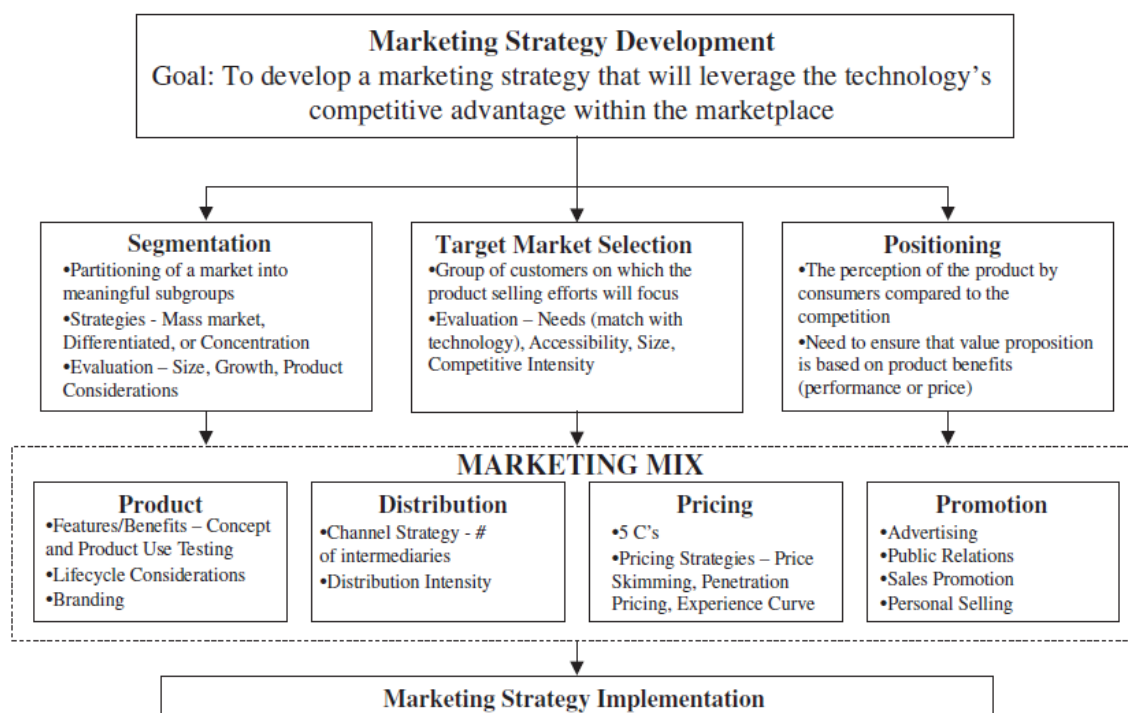 Marketing Strategy Development
Goal: To develop a marketing strategy that will leverage the technology's
competitive advantage within the marketplace
Segmentation
•Partitioning of a market into
meaningful subgroups
•Strategies - Mass market,
Differentiated, or Concentration
•Evaluation – Size, Growth, Product
Considerations
Target Market Selection
•Group of customers on which the
product selling efforts will focus
•Evaluation – Needs (match with
technology), Accessibility, Size,
Competitive Intensity
Positioning
•The perception of the product by
consumers compared to the
competition
•Need to ensure that value proposition
is based on product benefits
(performance or price)
MARKETING MIX
Product
•Features/Benefits – Concept
and Product Use Testing
•Lifecycle Considerations
•Branding
Distribution
•Channel Strategy - #
of intermediaries
•Distribution Intensity
Pricing
•5 C's
•Pricing Strategies – Price
Skimming, Penetration
Pricing, Experience Curve
Promotion
•Advertising
•Public Relations
•Sales Promotion
•Personal Selling
Marketing Strategy Implementation